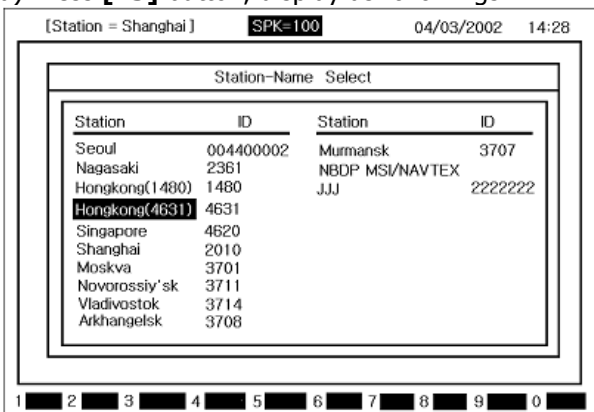 [Station = Shanghai] SPK=100 04/03/2002 14:28
Station-Name Select
Station ID Station ID
Seoul 004400002 Murmansk 3707
Nagasaki 2361 NBDP MSI/NAVTEX
Hongkong(1480) 1480 JJJ 2222222
Hongkong(4631) 4631
Singapore 4620
Shanghai 2010
Moskva 3701
Novorossiy'sk 3711
Vladivostok 3714
Arkhangelsk 3708
1 2 3 4 5 6 7 8 9 0